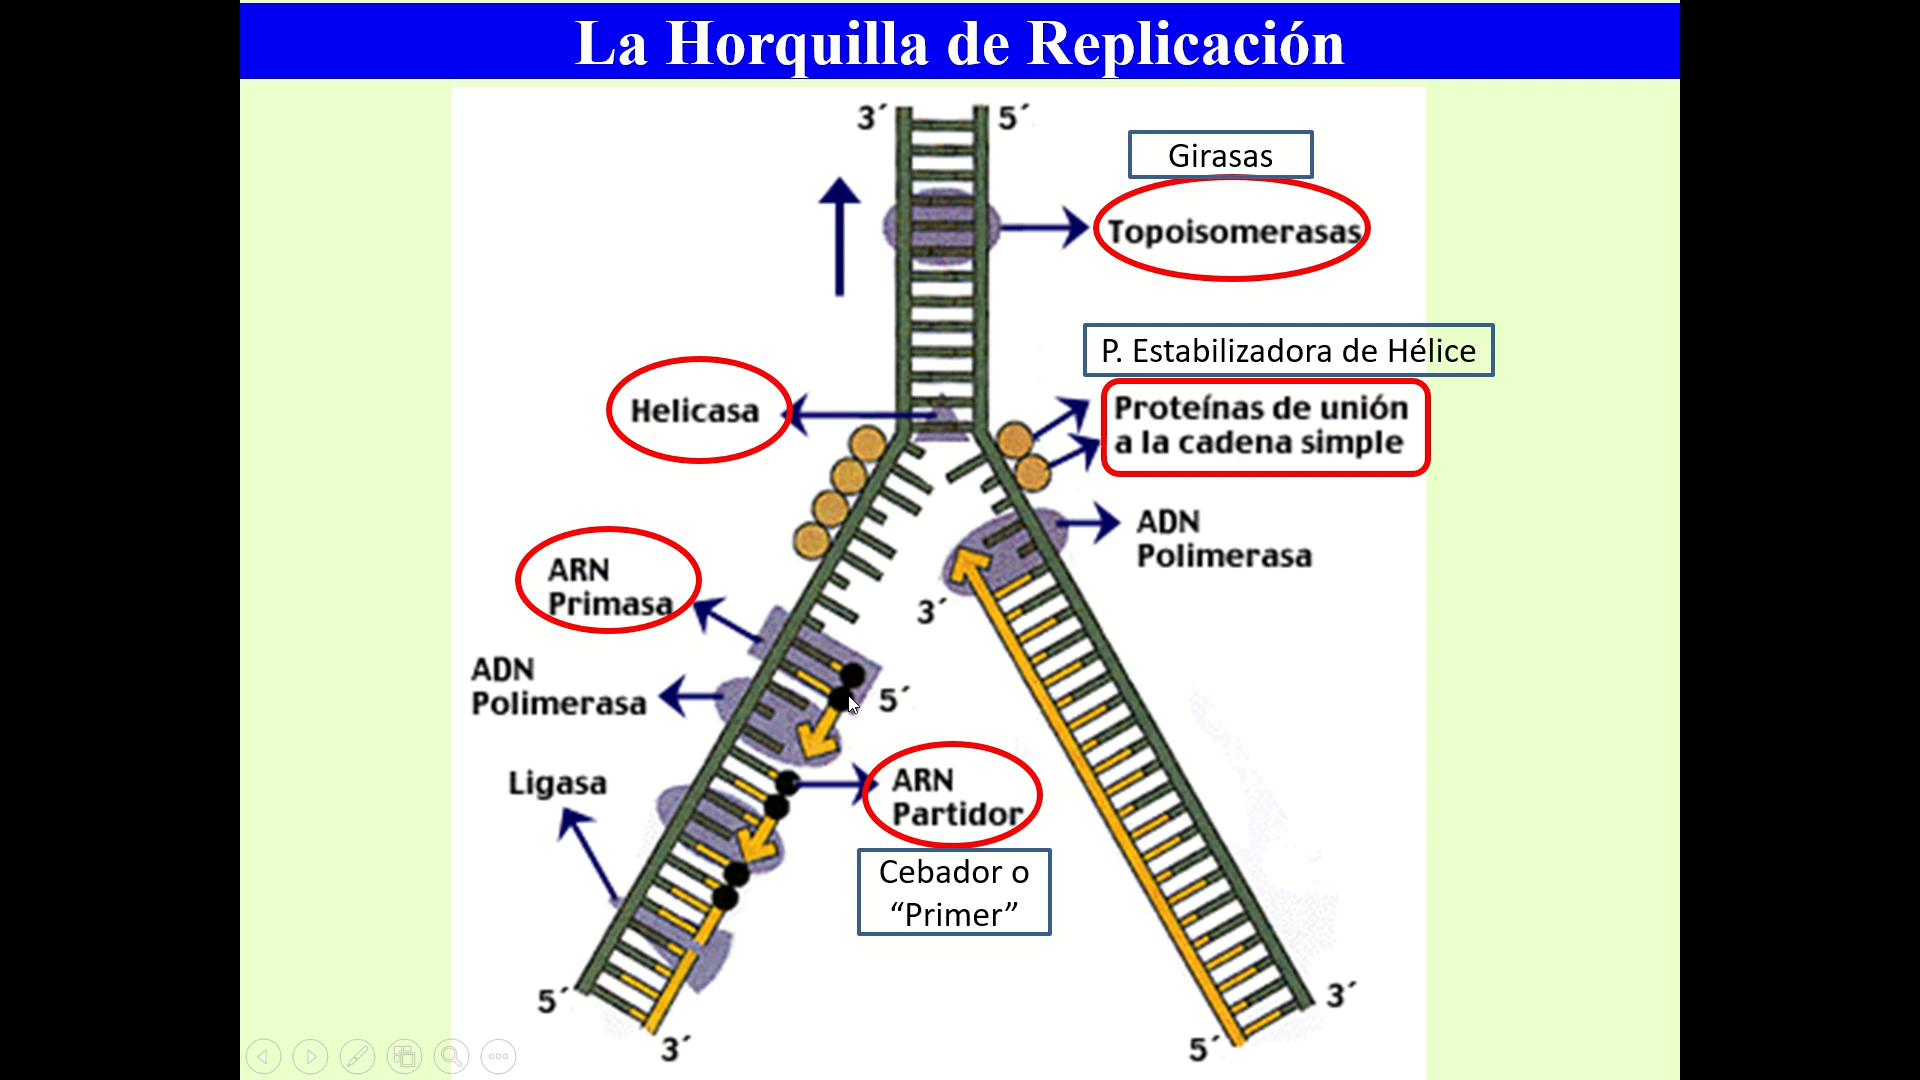 La Horquilla de Replicación
3´
5´
Girasas
Topoisomerasas
P. Estabilizadora de Hélice
Helicasa
Proteínas de unión
a la cadena simple
ADN
Polimerasa
ARN
Primasa
3´
ADN
Polimerasa
5´
Ligasa
ARN
Partidor
Cebador o
“Primer”
5´
3´
3´
5´